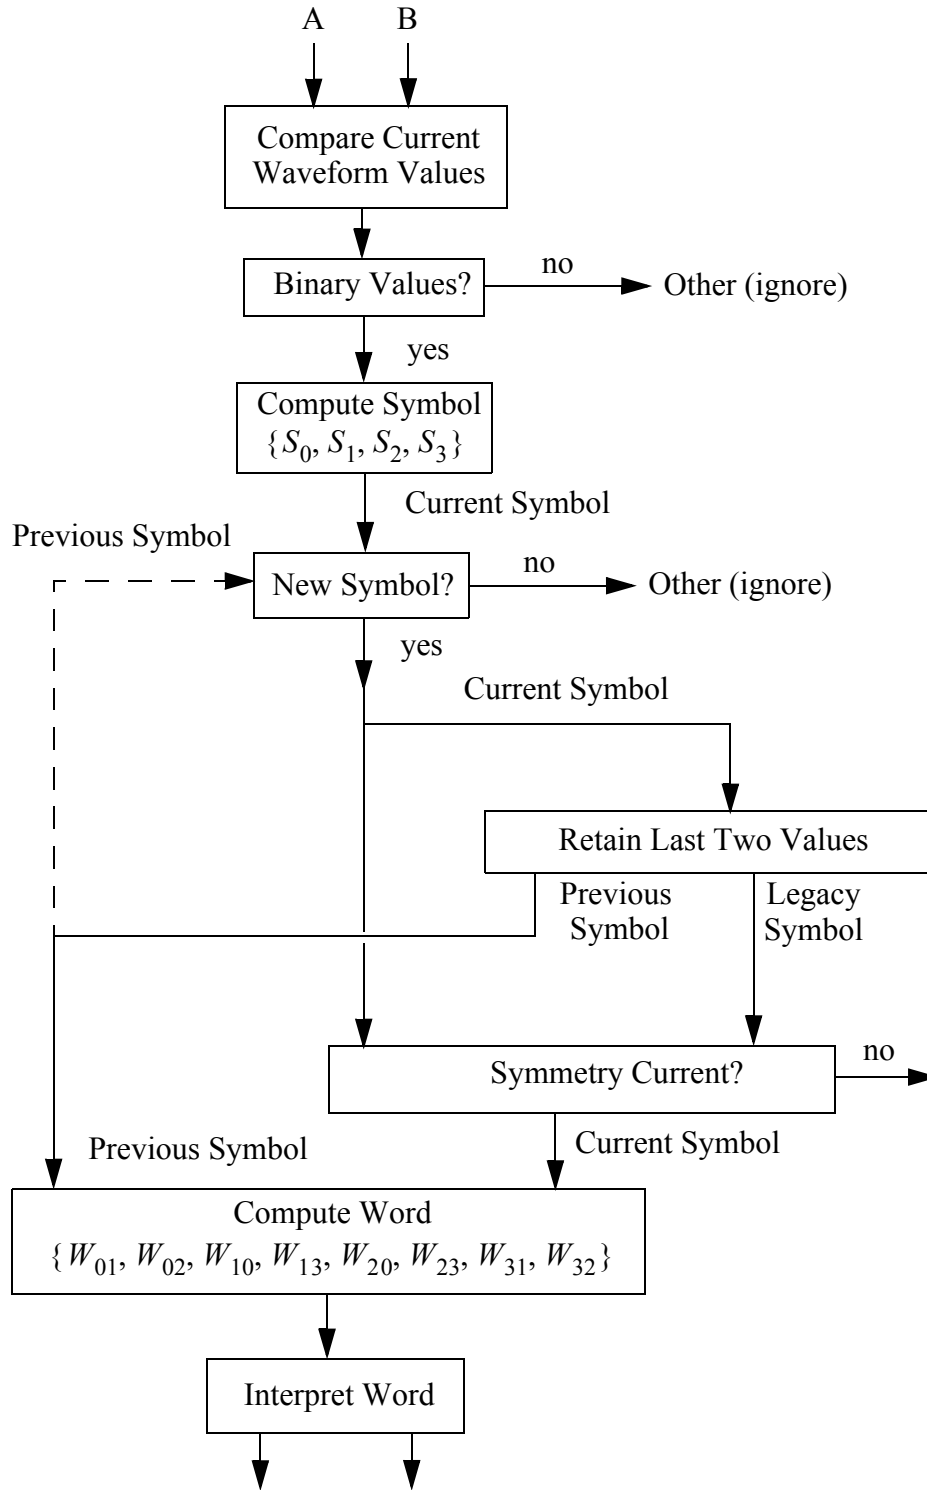 A B
Compare Current
Waveform Values
Binary Values?
no
Other (ignore)
yes
Compute Symbol
{S0, S1, S2, S3}
Current Symbol
Previous Symbol
New Symbol?
no
Other (ignore)
yes
Current Symbol
Retain Last Two Values
Previous
Symbol
Legacy
Symbol
Symmetry Current?
no
Previous Symbol
Current Symbol
Compute Word
{W01, W02, W10, W13, W20, W23, W31, W32}
Interpret Word